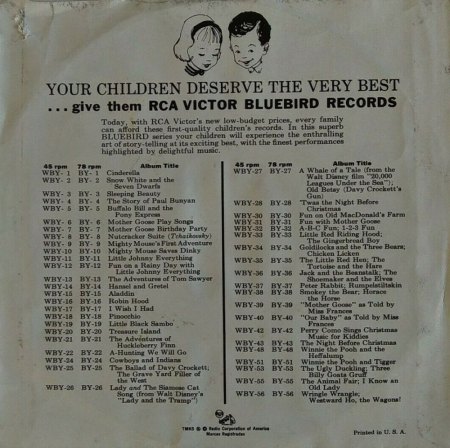 YOUR CHILDREN DESERVE THE VERY BEST
. . . give them RCA VICTOR BLUEBIRD RECORDS
Today, with RCA Victor's new low-budget prices, every family
can afford these first-quality children's records. In this superb
BLUEBIRD series your children will experience the enthralling
art of story-telling at its exciting best, with the finest performances
highlighted by delightful music.
45 rpm 78 rpm Album Title
WBY- 1 BY- 1 Cinderella
WBY- 2 BY- 2 Snow White and the
Seven Dwarfs
WBY- 3 BY- 3 Sleeping Beauty
WBY- 4 BY- 4 The Story of Paul Bunyan
WBY- 5 BY- 5 Buffalo Bill and the
Pony Express
WBY- 6 BY- 6 Mother Goose Play Songs
WBY- 7 BY- 7 Mother Goose Birthday Party
WBY- 8 BY- 8 Nutcracker Suite (Tchaikovsky)
WBY- 9 BY- 9 Mighty Mouse's First Adventure
WBY-10 BY-10 Mighty Mouse Saves Dinky
WBY-11 BY-11 Little Johnny Everything
WBY-12 BY-12 Fun on a Rainy Day with
Little Johnny Everything
WBY-13 BY-13 The Adventures of Tom Sawyer
WBY-14 BY-14 Hansel and Gretel
WBY-15 BY-15 Aladdin
WBY-16 BY-16 Robin Hood
WBY-17 BY-17 I Wish I Had
WBY-18 BY-18 Pinocchio
WBY-19 BY-19 Little Black Sambo
WBY-20 BY-20 Treasure Island
WBY-21 BY-21 The Adventures of
Huckleberry Finn
WBY-22 BY-22 A-Hunting We Will Go
WBY-24 BY-24 Cowboys and Indians
WBY-25 BY-25 The Ballad of Davy Crockett;
The Grave Yard Filler of
the West
WBY-26 BY-26 Lady and The Siamese Cat
Song (from Walt Disney's
"Lady and the Tramp")
45 rpm 78 rpm Album Title
WBY-27 BY-27 A Whale of a Tale (from the
Walt Disney film "20,000
Leagues Under the Sea");
Old Betsy (Davy Crockett's
Gun)
WBY-28 BY-28 'Twas the Night Before
Christmas
WBY-30 BY-30 Fun on Old MacDonald's Farm
WBY-31 BY-31 Fun with Mother Goose
WBY-32 BY-32 A-B-C Fun; 1-2-3 Fun
WBY-33 BY-33 Little Red Riding Hood;
The Gingerbread Boy
WBY-34 BY-34 Goldilocks and the Three Bears;
Chicken Licken
WBY-35 BY-35 The Little Red Hen; The
Tortoise and the Hare
WBY-36 BY-36 Jack and the Beanstalk; The
Shoemaker and the Elves
WBY-37 BY-37 Peter Rabbit; Rumpelstiltskin
WBY-38 BY-38 Smokey the Bear; Horace
the Horse
WBY-39 BY-39 "Mother Goose" as Told by
Miss Frances
WBY-40 BY-40 "Our Baby" as Told by Miss
Frances
WBY-42 BY-42 Perry Como Sings Christmas
Music for Kiddies
WBY-43 BY-43 The Night Before Christmas
WBY-48 BY-48 Winnie the Pooh and the
Heffalump
WBY-51 BY-51 Winnie the Pooh and Tigger
WBY-53 BY-53 The Ugly Duckling; Three
Billy Goats Gruff
WBY-55 BY-55 The Animal Fair; I Know an
Old Lady
WBY-56 BY-56 Wringle Wrangle;
Westward Ho, the Wagons!
TMKS ® © Radio Corporation of America
Marcas Registradas
Printed in U. S. A.